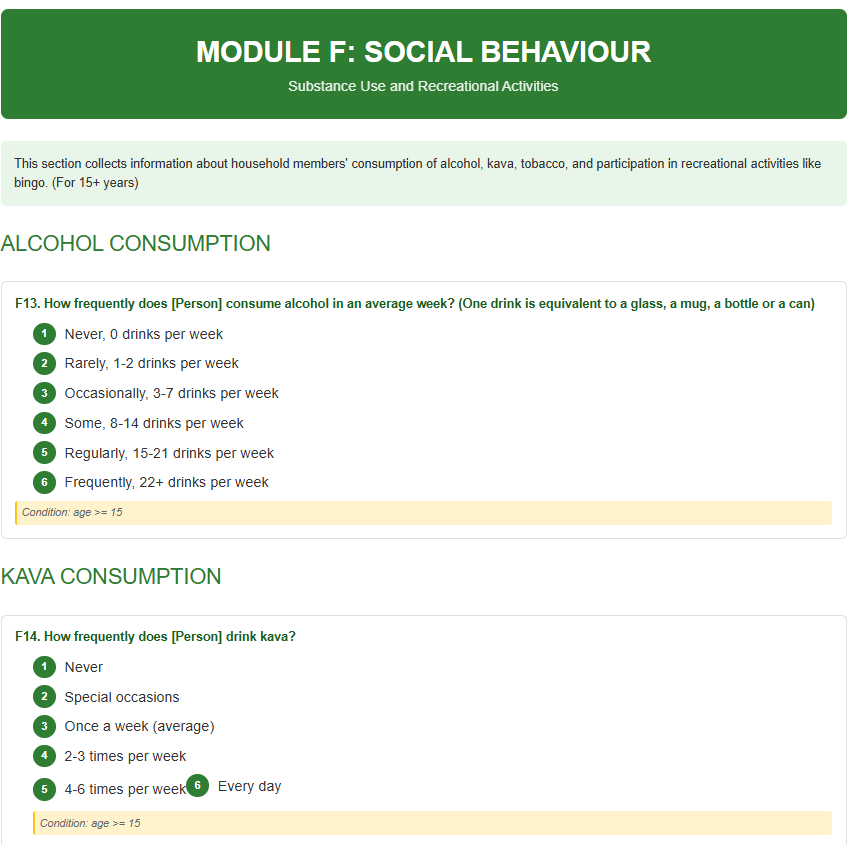 MODULE F: SOCIAL BEHAVIOUR
Substance Use and Recreational Activities
This section collects information about household members' consumption of alcohol, kava, tobacco, and participation in recreational activities like
bingo. (For 15+ years)
ALCOHOL CONSUMPTION
F13. How frequently does [Person] consume alcohol in an average week? (One drink is equivalent to a glass, a mug, a bottle or a can)
1 Never, 0 drinks per week
2 Rarely, 1-2 drinks per week
3 Occasionally, 3-7 drinks per week
4 Some, 8-14 drinks per week
5 Regularly, 15-21 drinks per week
6 Frequently, 22+ drinks per week
Condition: age >= 15
KAVA CONSUMPTION
F14. How frequently does [Person] drink kava?
1 Never
2 Special occasions
3 Once a week (average)
4 2-3 times per week
5 4-6 times per week 6 Every day
Condition: age >= 15